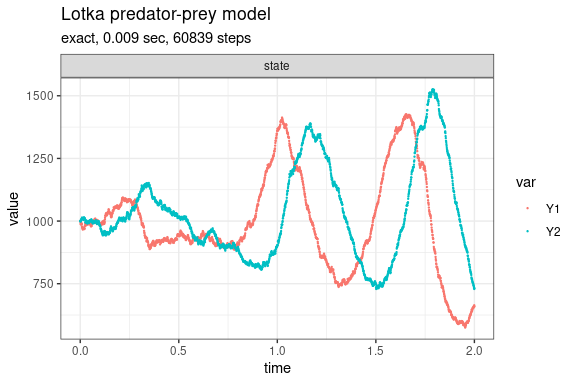 Lotka predator-prey model
exact, 0.009 sec, 60839 steps
state
1500
1250
1000
750
value
0.0 0.5 1.0 1.5 2.0
time
var
Y1
Y2